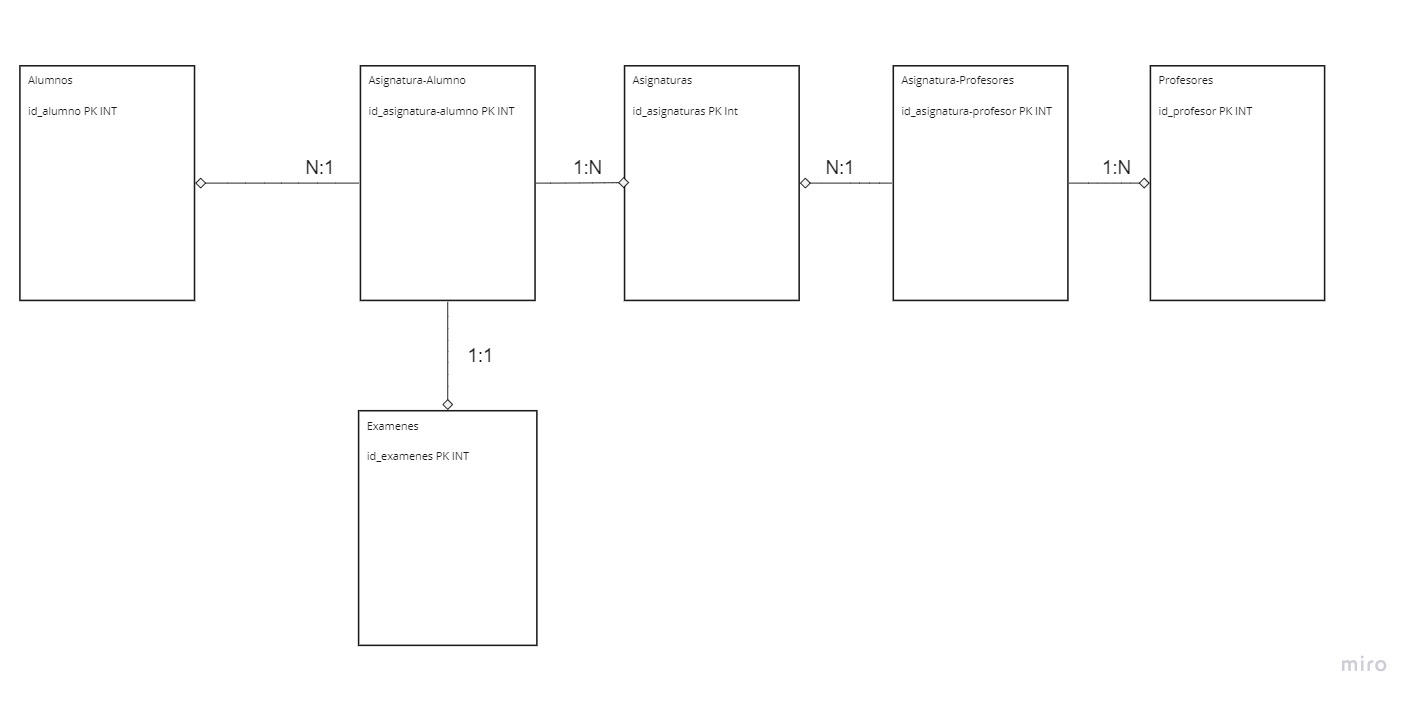 Alumnos
id_alumno PK INT
Asignatura-Alumno
id_asignatura-alumno PK INT
Asignaturas
id_asignaturas PK Int
Asignatura-Profesores
id_asignatura-profesor PK INT
Profesores
id_profesor PK INT
N:1
1:N
N:1
1:N
1:1
Examenes
id_examenes PK INT
miro